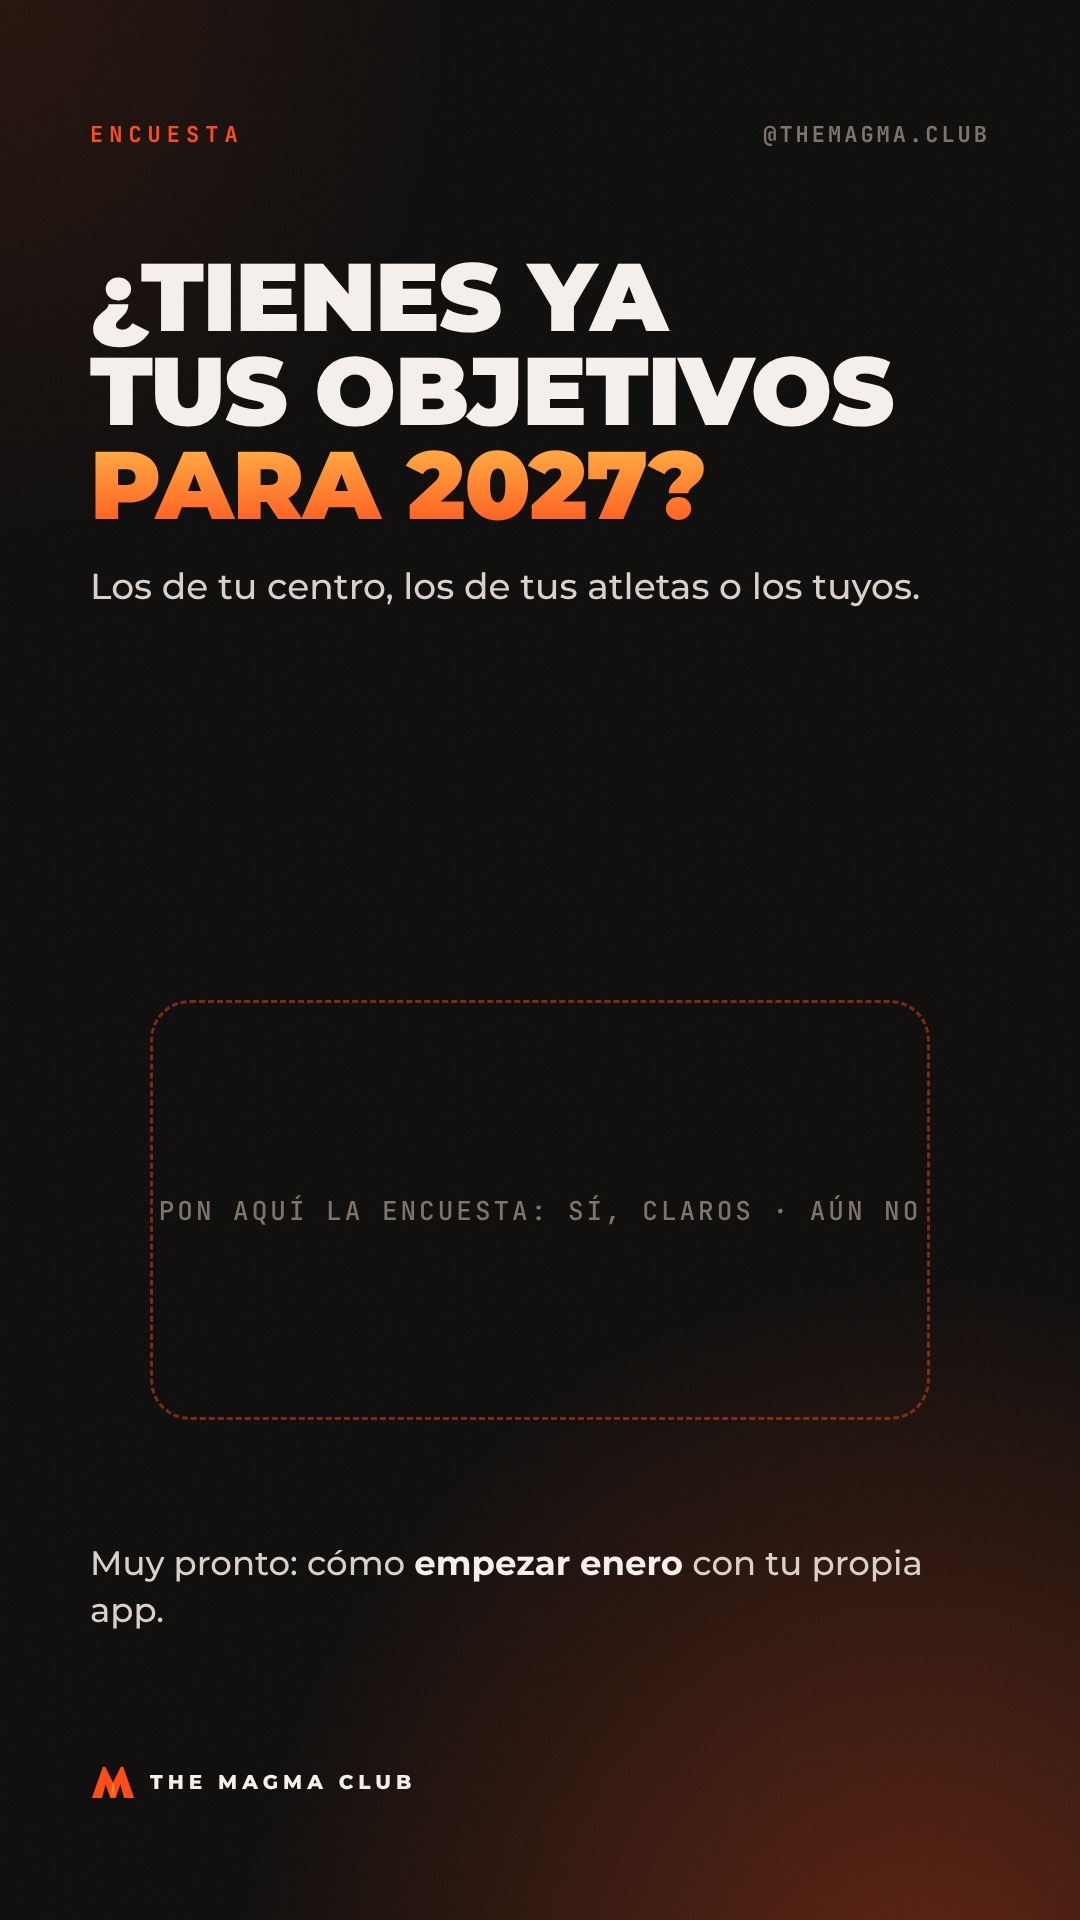 ENCUESTA
@THEMAGMA.CLUB
¿TIENES YA
TUS OBJETIVOS
PARA 2027?
Los de tu centro, los de tus atletas o los tuyos.
PON AQUÍ LA ENCUESTA: SÍ, CLAROS · AÚN NO
Muy pronto: cómo empezar enero con tu propia
app.
THE MAGMA CLUB